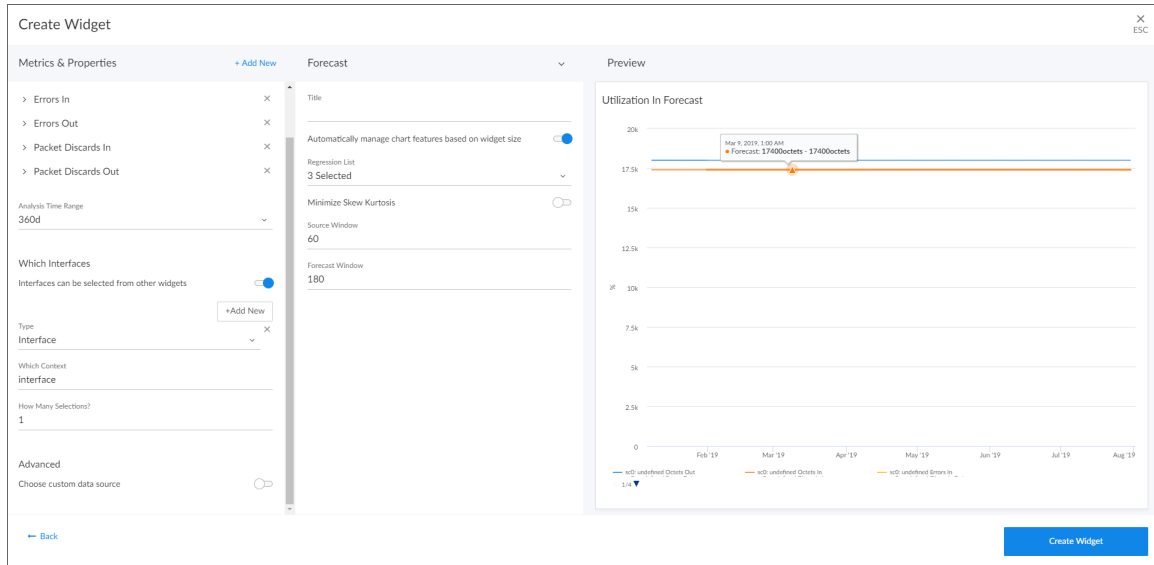 Create Widget
ESC
Metrics & Properties
+ Add New
Errors In
Errors Out
Packet Discards In
Packet Discards Out
Analysis Time Range
360d
Which Interfaces
Interfaces can be selected from other widgets
+Add New
Type
Interface
Which Context
interface
How Many Selections?
1
Advanced
Choose custom data source
Forecast
Title
Automatically manage chart features based on widget size
Regression List
3 Selected
Minimize Skew Kurtosis
Source Window
60
Forecast Window
180
Preview
Utilization In Forecast
20k
Mar 9, 2019, 1:00 AM
Forecast: 17400octets - 17400octets
17.5k
15k
12.5k
%
10k
7.5k
5k
2.5k
0
Feb '19 Mar '19 Apr '19 May '19 Jun '19 Jul '19 Aug '19
sc0: undefined Octets Out sc0: undefined Octets In sc0: undefined Errors In
1/4
← Back
Create Widget